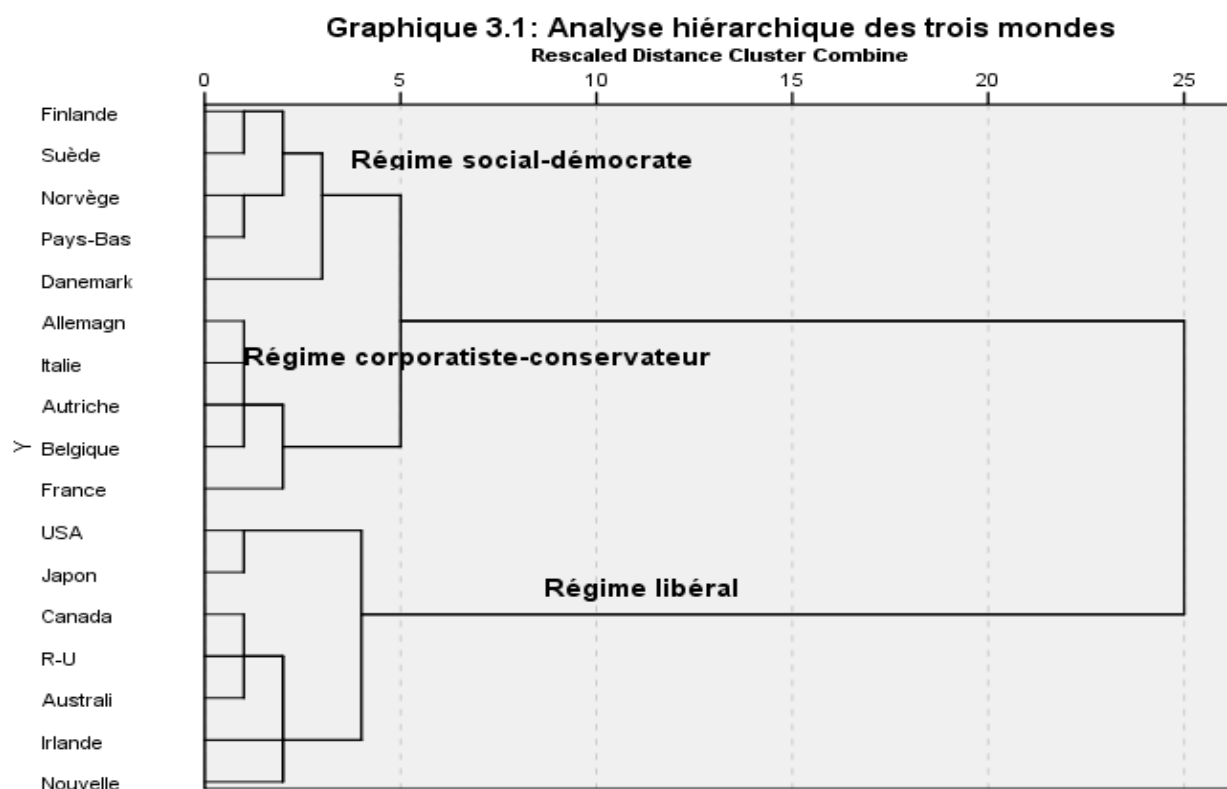 Graphique 3.1: Analyse hiérarchique des trois mondes
Rescaled Distance Cluster Combine
0 5 10 15 20 25
Finlande
Suède
Régime social-démocrate
Norvège
Pays-Bas
Danemark
Allemagn
Régime corporatiste-conservateur
Italie
Autriche
Y
Belgique
France
USA
Japon
Régime libéral
Canada
R-U
Australi
Irlande
Nouvelle